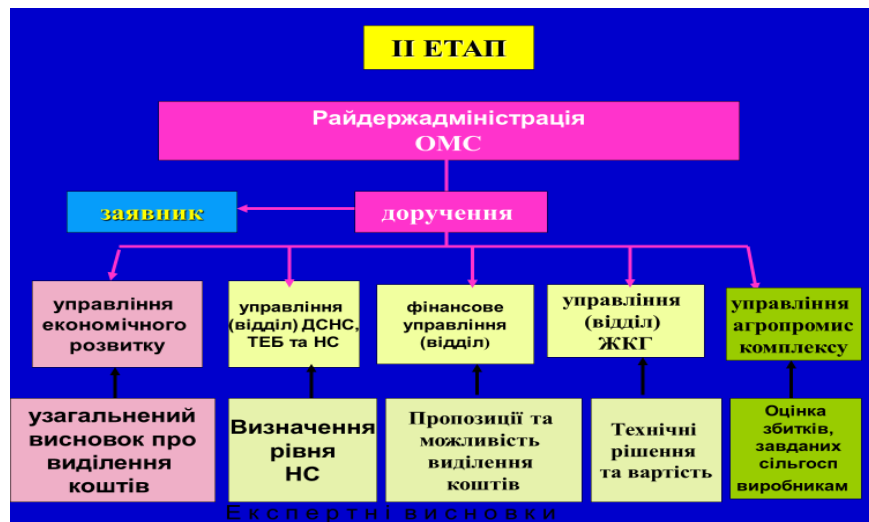 ІІ ЕТАП
Райдержадміністрація
ОМС
заявник
доручення
управління
економічного
розвитку
управління
(відділ) ДСНС,
ТЕБ та НС
фінансове
управління
(відділ)
управління
(відділ)
ЖКГ
управління
агропромис
комплексу
узагальнений
висновок про
виділення
коштів
Визначення
рівня
НС
Пропозиції та
можливість
виділення
коштів
Технічні
рішення
та вартість
Оцінка
збитків,
завданих
сільгосп
виробникам
Експертні висновки